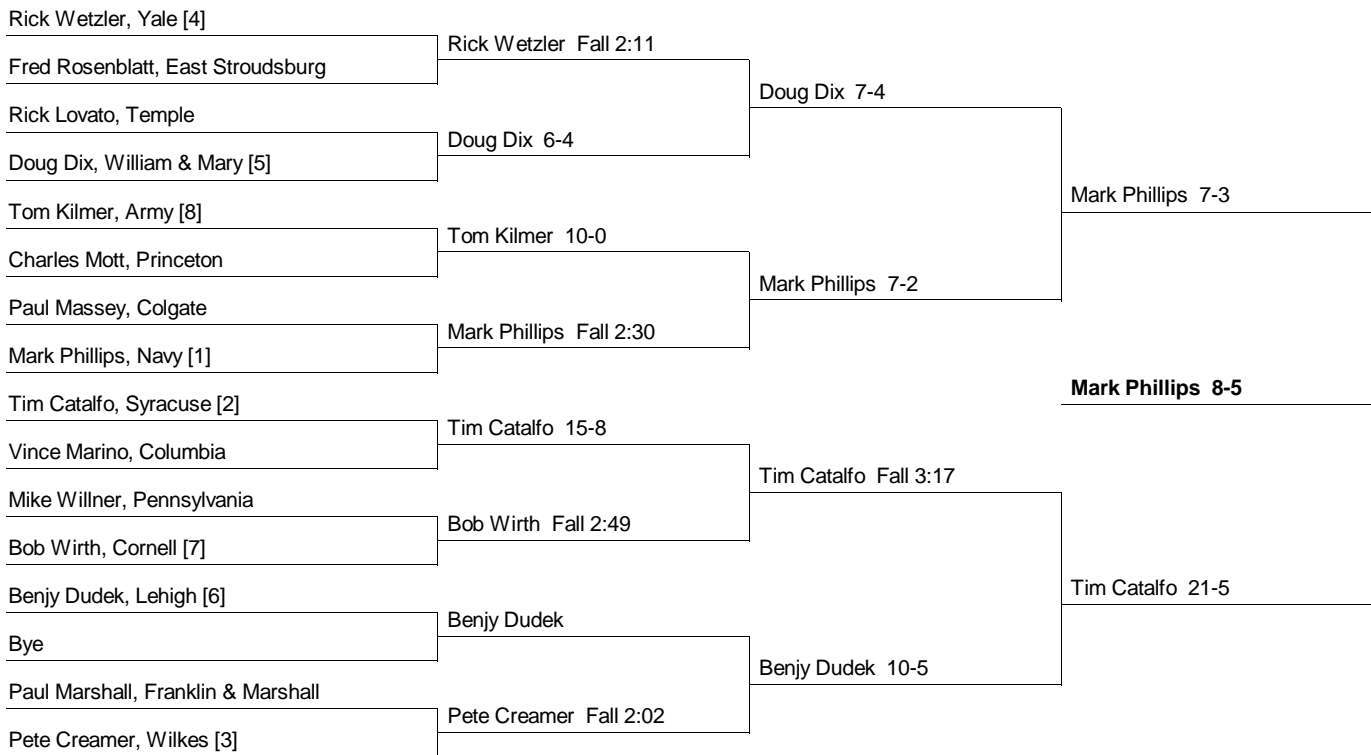 Rick Wetzler, Yale [4]
Fred Rosenblatt, East Stroudsburg
Rick Lovato, Temple
Doug Dix, William & Mary [5]
Tom Kilmer, Army [8]
Charles Mott, Princeton
Paul Massey, Colgate
Mark Phillips, Navy [1]
Tim Catalfo, Syracuse [2]
Vince Marino, Columbia
Mike Willner, Pennsylvania
Bob Wirth, Cornell [7]
Benjy Dudek, Lehigh [6]
Bye
Paul Marshall, Franklin & Marshall
Pete Creamer, Wilkes [3]
Rick Wetzler Fall 2:11
Doug Dix 6-4
Tom Kilmer 10-0
Mark Phillips Fall 2:30
Tim Catalfo 15-8
Bob Wirth Fall 2:49
Benjy Dudek
Pete Creamer Fall 2:02
Doug Dix 7-4
Mark Phillips 7-2
Tim Catalfo Fall 3:17
Benjy Dudek 10-5
Mark Phillips 7-3
Mark Phillips 8-5
Tim Catalfo 21-5